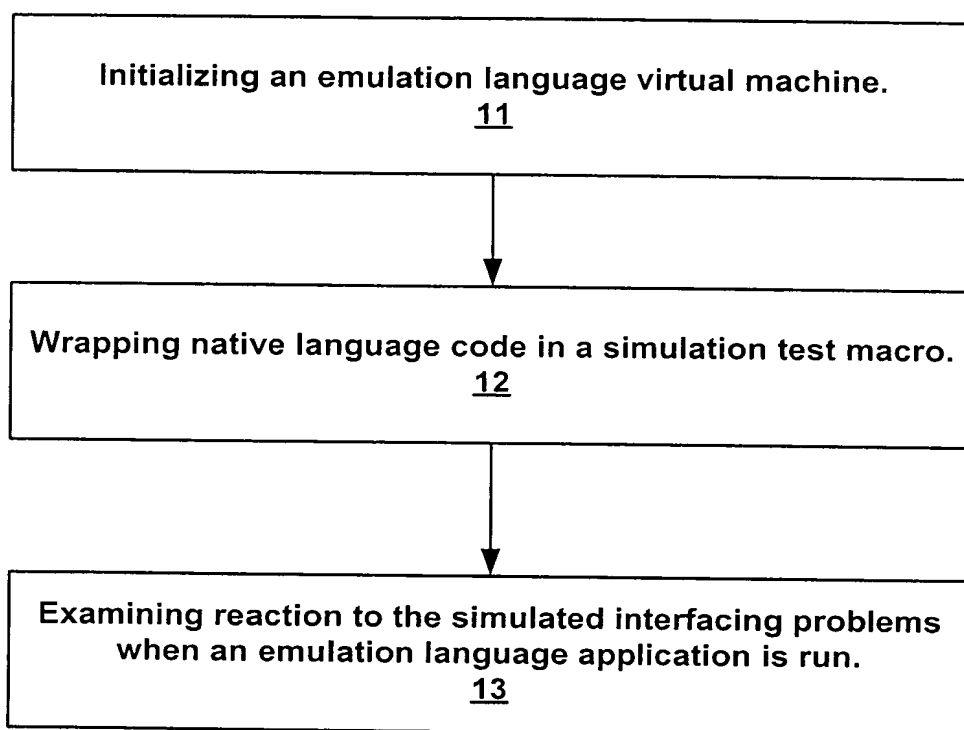 Initializing an emulation language virtual machine.
11
Wrapping native language code in a simulation test macro.
12
Examining reaction to the simulated interfacing problems
when an emulation language application is run.
13